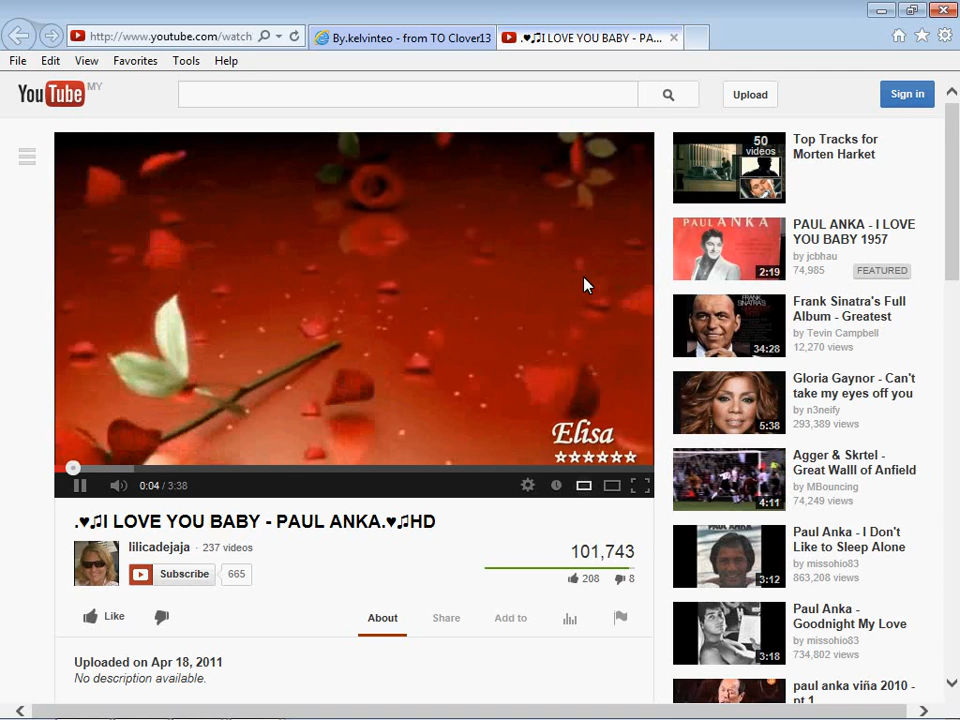 http://www.youtube.com/watch
By.kelvinteo - from TO Clover13
.♥♫I LOVE YOU BABY - PA...
File Edit View Favorites Tools Help
YouTube MY
Upload
Sign in
Elisa
0:04 / 3:38
.♥♫I LOVE YOU BABY - PAUL ANKA.♥♫HD
lilicadejaja · 237 videos
Subscribe 665
101,743
208 8
Like
About Share Add to
Uploaded on Apr 18, 2011
No description available.
50
videos
Top Tracks for
Morten Harket
PAUL ANKA
2:19
PAUL ANKA - I LOVE
YOU BABY 1957
by jcbhau
74,985 FEATURED
FRANK
SINATRA'S
34:28
Frank Sinatra's Full
Album - Greatest
by Tevin Campbell
12,270 views
5:38
Gloria Gaynor - Can't
take my eyes off you
by n3neify
293,389 views
4:11
Agger & Skrtel -
Great Walll of Anfield
by MBouncing
74,249 views
3:12
Paul Anka - I Don't
Like to Sleep Alone
by missohio83
863,208 views
3:18
Paul Anka -
Goodnight My Love
by missohio83
734,802 views
paul anka viña 2010 -
pt 1